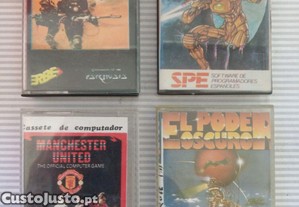 ERBE
SPE
SOFTWARE DE
PROGRAMADORES
ESPAÑOLES
Cassete de computador
MANCHESTER
UNITED
THE OFFICIAL COMPUTER GAME
EL PODER
OSCURO
CustoJusto.pt